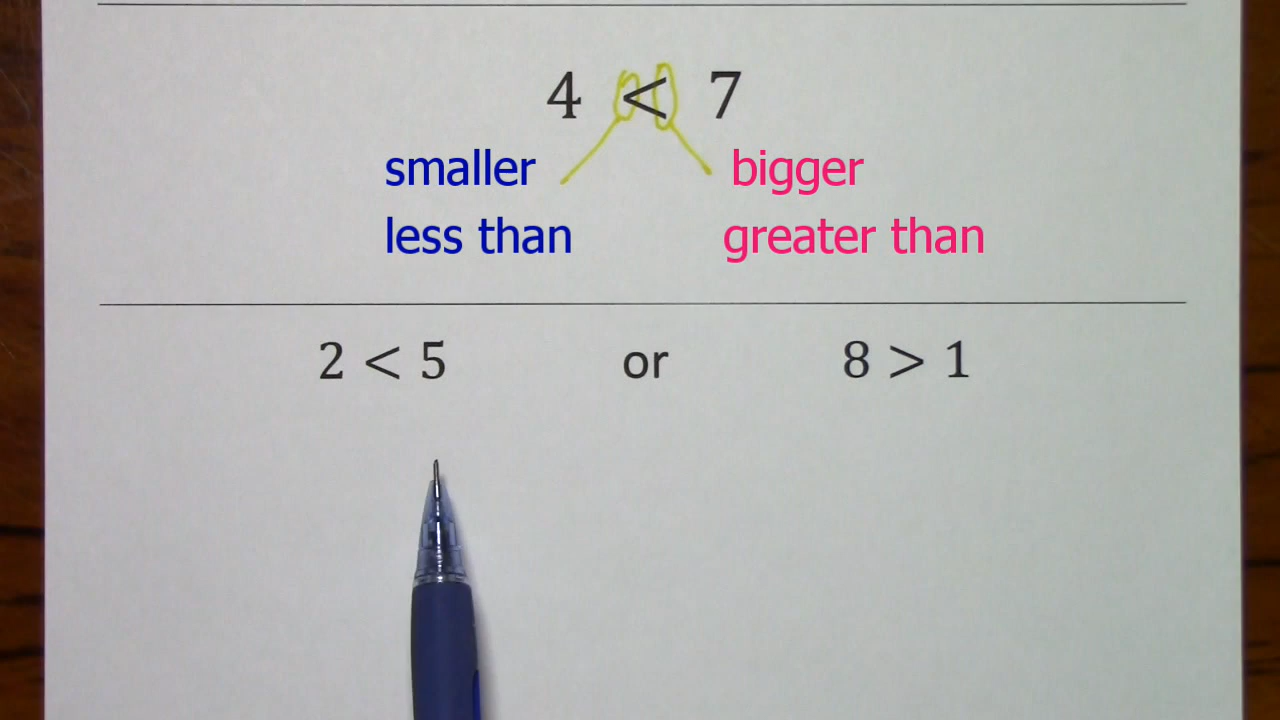 4 < 7
smaller bigger
less than greater than
2 < 5 or 8 > 1